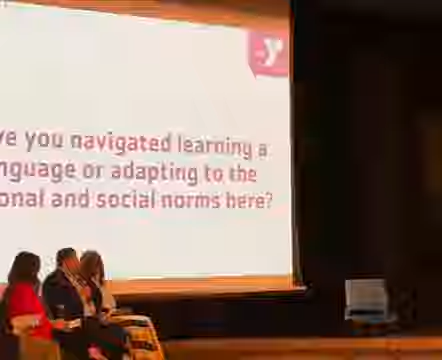 ve you navigated learning a
nguage or adapting to the
onal and social norms here?